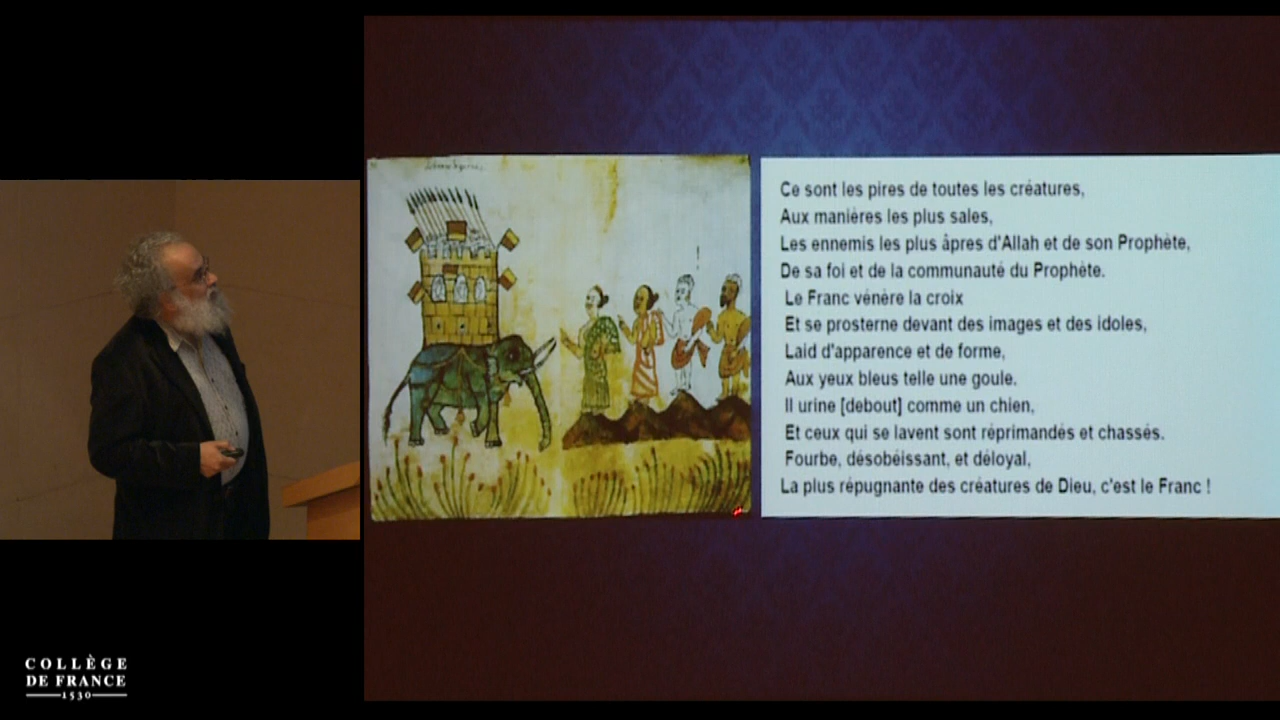 Ce sont les pires de toutes les créatures,
Aux manières les plus sales,
Les ennemis les plus âpres d'Allah et de son Prophète,
De sa foi et de la communauté du Prophète.
Le Franc vénère la croix
Et se prosterne devant des images et des idoles,
Laid d'apparence et de forme,
Aux yeux bleus telle une goule.
Il urine [debout] comme un chien,
Et ceux qui se lavent sont réprimandés et chassés.
Fourbe, désobéissant, et déloyal,
La plus répugnante des créatures de Dieu, c'est le Franc !
COLLÈGE
DE FRANCE
1530